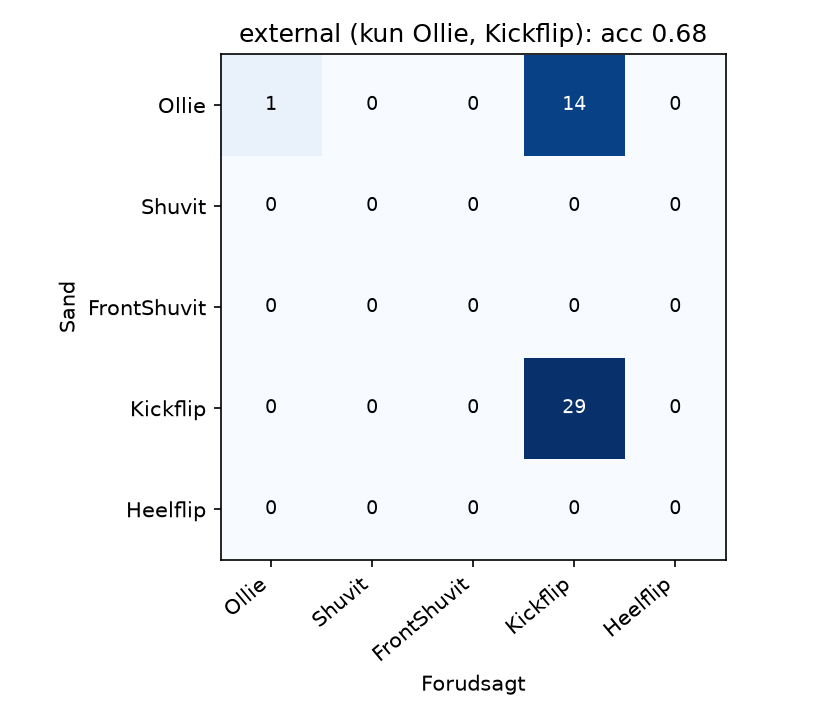 external (kun Ollie, Kickflip): acc 0.68
Ollie 1 0 0 14 0
Shuvit 0 0 0 0 0
FrontShuvit 0 0 0 0 0
Kickflip 0 0 0 29 0
Heelflip 0 0 0 0 0
Sand
Ollie Shuvit FrontShuvit Kickflip Heelflip
Forudsagt